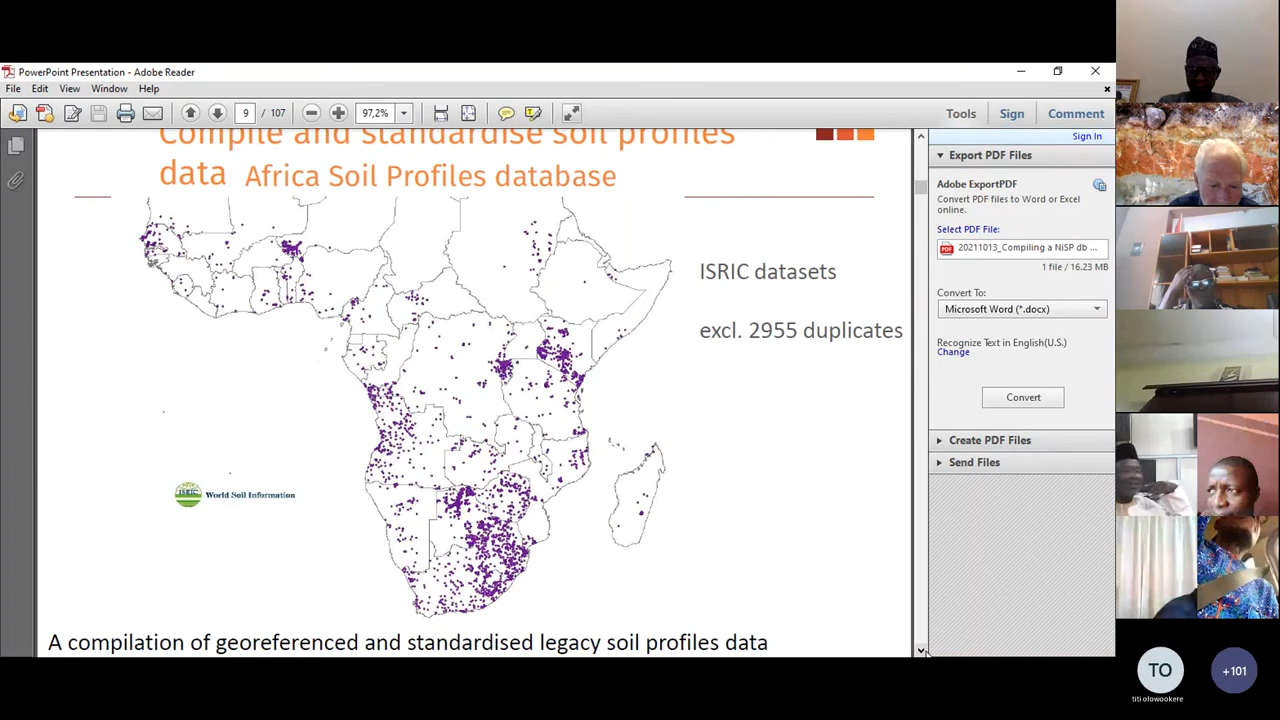 PowerPoint Presentation - Adobe Reader
File Edit View Window Help
9 / 107
97,2%
Tools Sign Comment
Compile and standardise soil profiles
data Africa Soil Profiles database
ISRIC datasets
excl. 2955 duplicates
ISRIC World Soil Information
A compilation of georeferenced and standardised legacy soil profiles data
Sign In
Export PDF Files
Adobe ExportPDF
Convert PDF files to Word or Excel
online.
Select PDF File:
20211013_Compiling a NiSP db ...
1 file / 16.23 MB
Convert To:
Microsoft Word (*.docx)
Recognize Text in English(U.S.)
Change
Convert
Create PDF Files
Send Files
TO
titi olowookere
+101